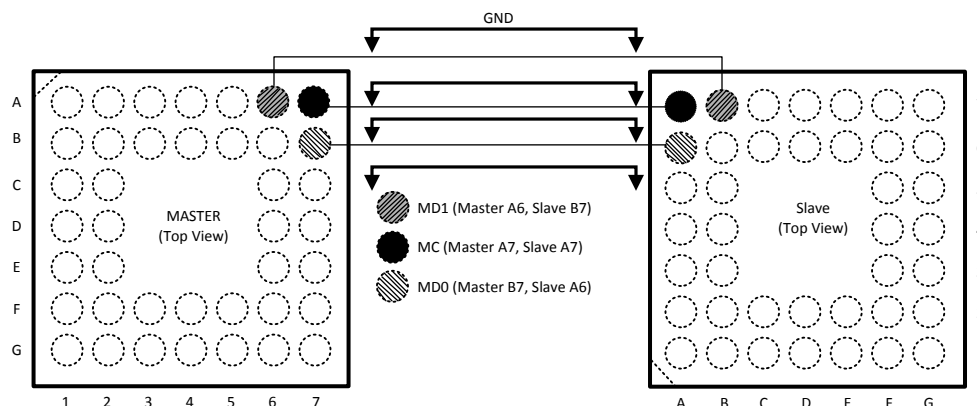 GND
A
B
C
D
E
F
G
MASTER
(Top View)
Slave
(Top View)
MD1 (Master A6, Slave B7)
MC (Master A7, Slave A7)
MD0 (Master B7, Slave A6)
1 2 3 4 5 6 7
A B C D E F G